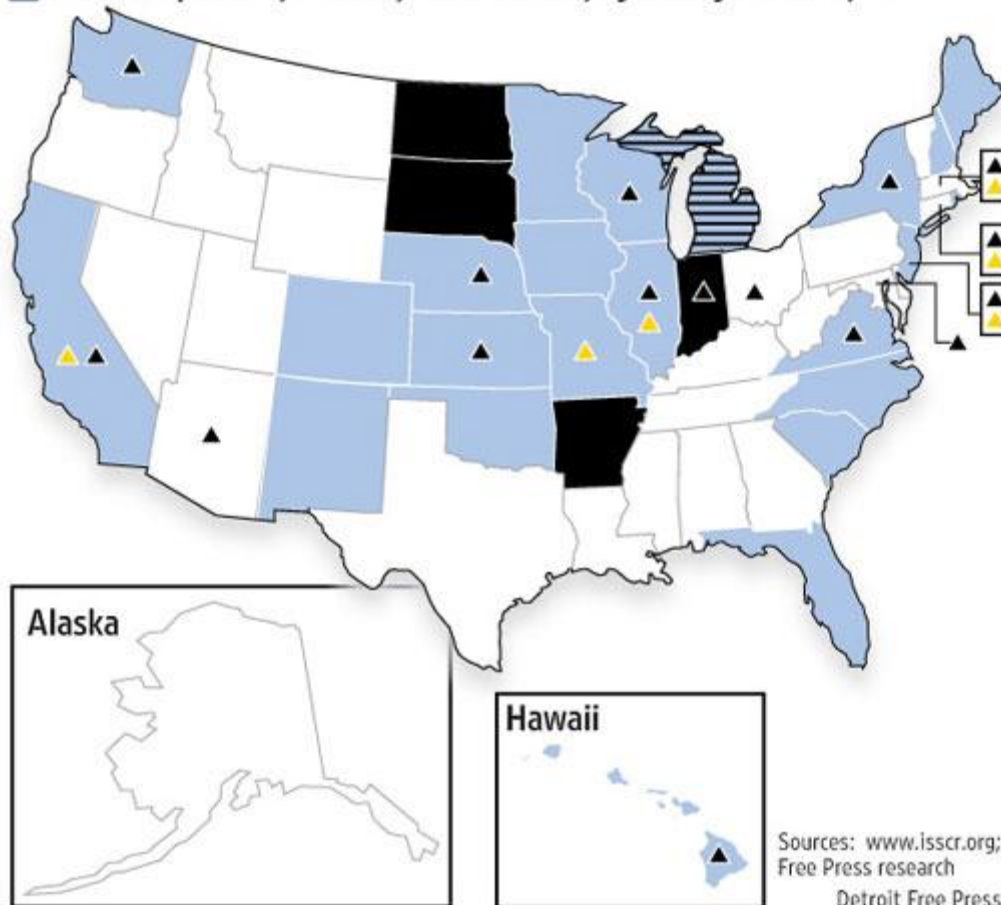 Alaska
Hawaii
Sources: www.isscr.org;
Free Press research
Detroit Free Press